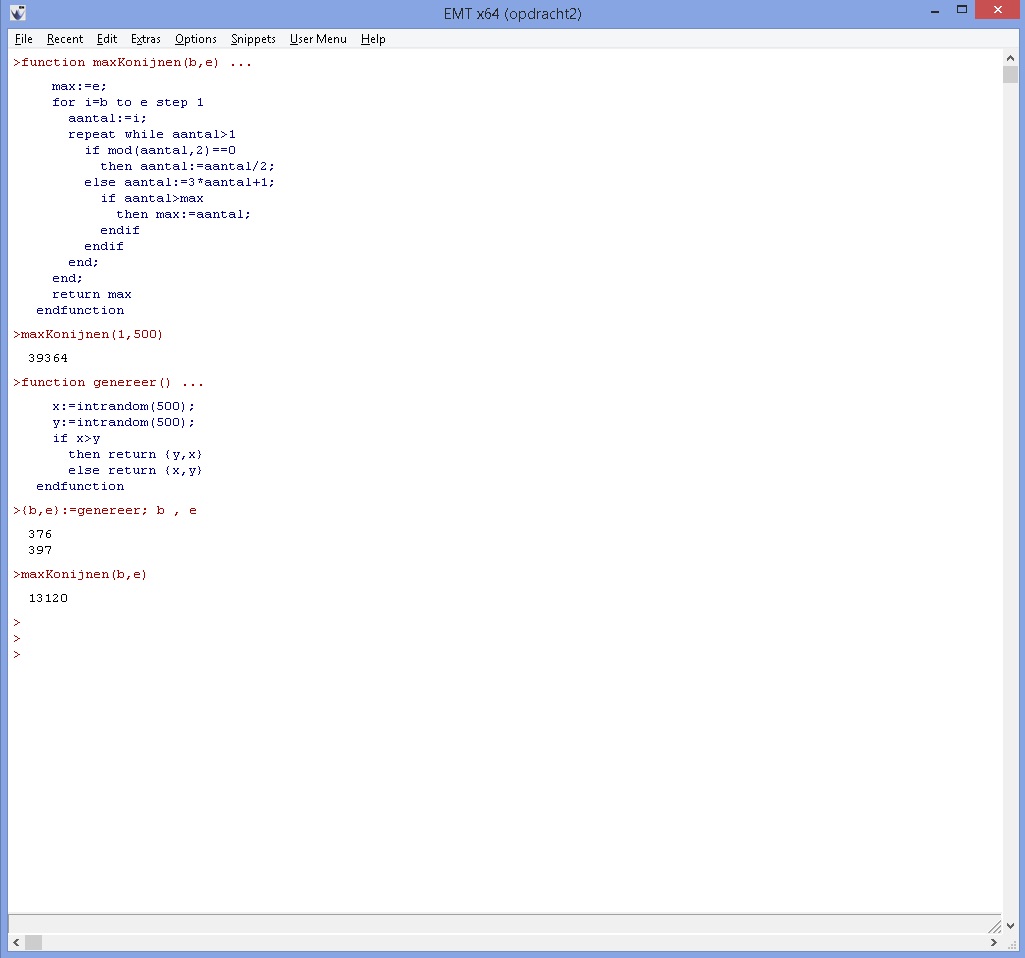 EMT x64 (opdracht2)
File Recent Edit Extras Options Snippets User Menu Help
>function maxKonijnen(b,e) ...
max:=e;
for i=b to e step 1
aantal:=i;
repeat while aantal>1
if mod(aantal,2)==0
then aantal:=aantal/2;
else aantal:=3*aantal+1;
if aantal>max
then max:=aantal;
endif
endif
end;
end;
return max
endfunction
>maxKonijnen(1,500)
39364
>function genereer() ...
x:=intrandom(500);
y:=intrandom(500);
if x>y
then return {y,x}
else return {x,y}
endfunction
>{b,e}:=genereer; b , e
376
397
>maxKonijnen(b,e)
13120
>
>
>